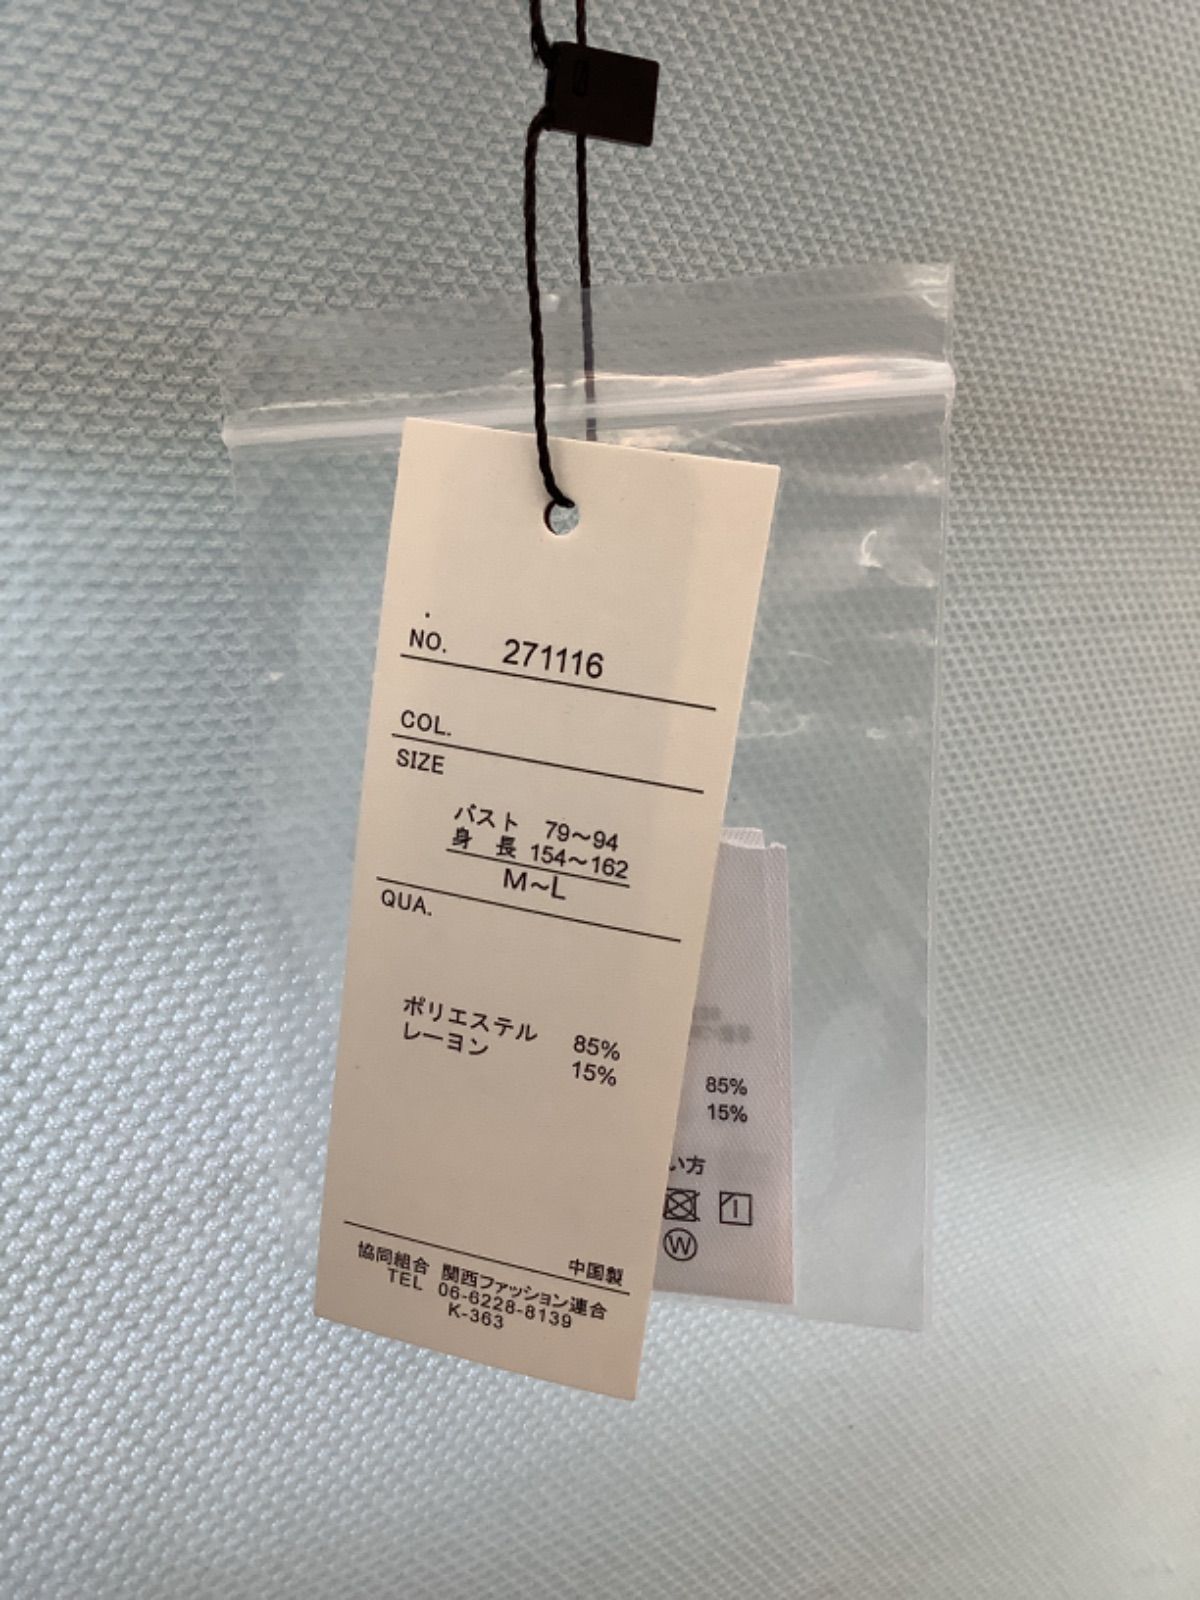 NO. 271116
COL.
SIZE
バスト 79～94
身 長 154～162
M～L
QUA.
ポリエステル 85%
レーヨン 15%
中国製
協同組合 関西ファッション連合
TEL 06-6228-8139
K-363
85%
15%
い方
W